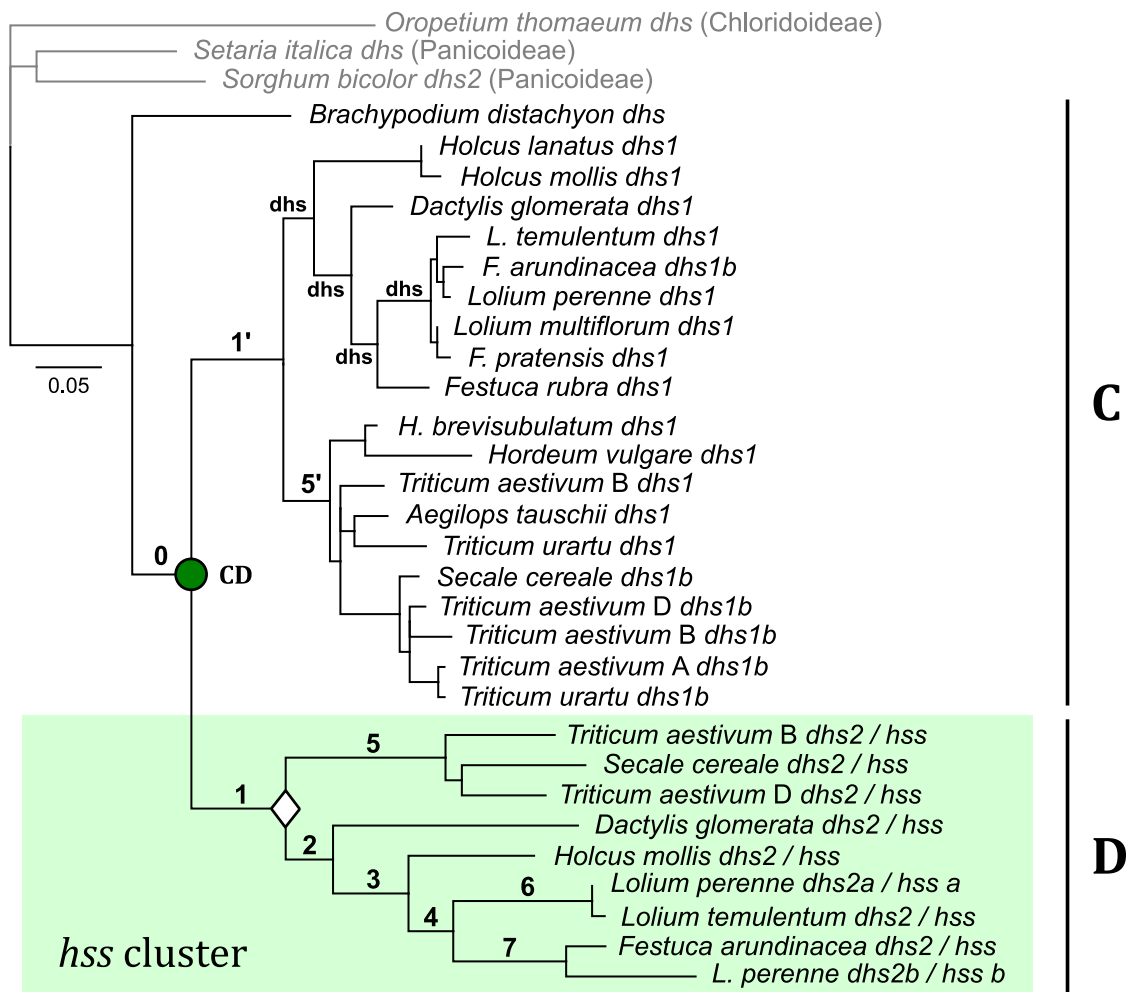 Oropetium thomaeum dhs (Chloridoideae)
Setaria italica dhs (Panicoideae)
Sorghum bicolor dhs2 (Panicoideae)
Brachypodium distachyon dhs
Holcus lanatus dhs1
Holcus mollis dhs1
dhs
Dactylis glomerata dhs1
L. temulentum dhs1
F. arundinacea dhs1b
dhs
dhs
Lolium perenne dhs1
Lolium multiflorum dhs1
1'
dhs
F. pratensis dhs1
0.05
Festuca rubra dhs1
C
H. brevisubulatum dhs1
Hordeum vulgare dhs1
5'
Triticum aestivum B dhs1
Aegilops tauschii dhs1
Triticum urartu dhs1
0
CD
Secale cereale dhs1b
Triticum aestivum D dhs1b
Triticum aestivum B dhs1b
Triticum aestivum A dhs1b
Triticum urartu dhs1b
5
Triticum aestivum B dhs2 / hss
Secale cereale dhs2 / hss
1
Triticum aestivum D dhs2 / hss
Dactylis glomerata dhs2 / hss
2
Holcus mollis dhs2 / hss
D
3
6
Lolium perenne dhs2a / hss a
4
Lolium temulentum dhs2 / hss
7
Festuca arundinacea dhs2 / hss
hss cluster
L. perenne dhs2b / hss b